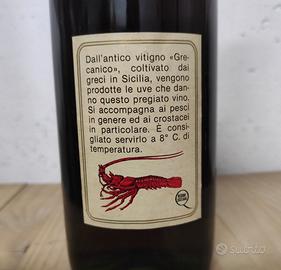 Dall'antico vitigno «Gre-
canico», coltivato dai
greci in Sicilia, vengono
prodotte le uve che dan-
no questo pregiato vino.
Si accompagna ai pesci
in genere ed ai crostacei
in particolare. È consi-
gliato servirlo a 8° C. di
temperatura.
subito